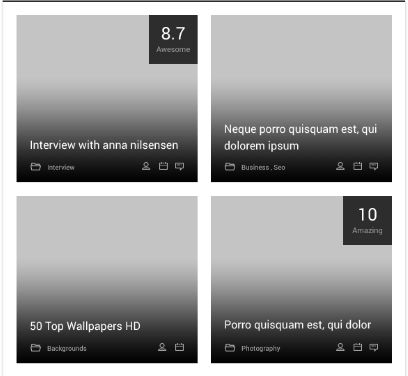 8.7
Awesome
Interview with anna nilsensen
Interview
Neque porro quisquam est, qui
dolorem ipsum
Business . Seo
50 Top Wallpapers HD
Backgrounds
10
Amazing
Porro quisquam est, qui dolor
Photography